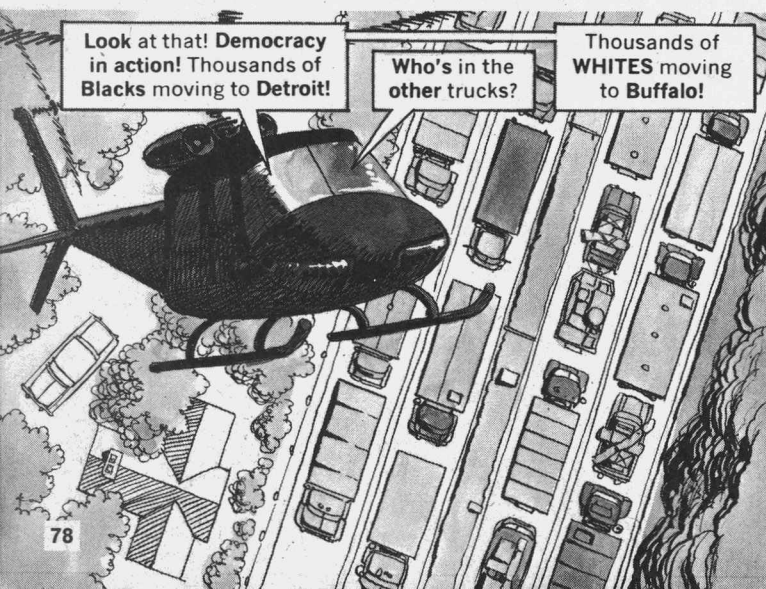 Look at that! Democracy
in action! Thousands of
Blacks moving to Detroit!
Who's in the
other trucks?
Thousands of
WHITES moving
to Buffalo!
78